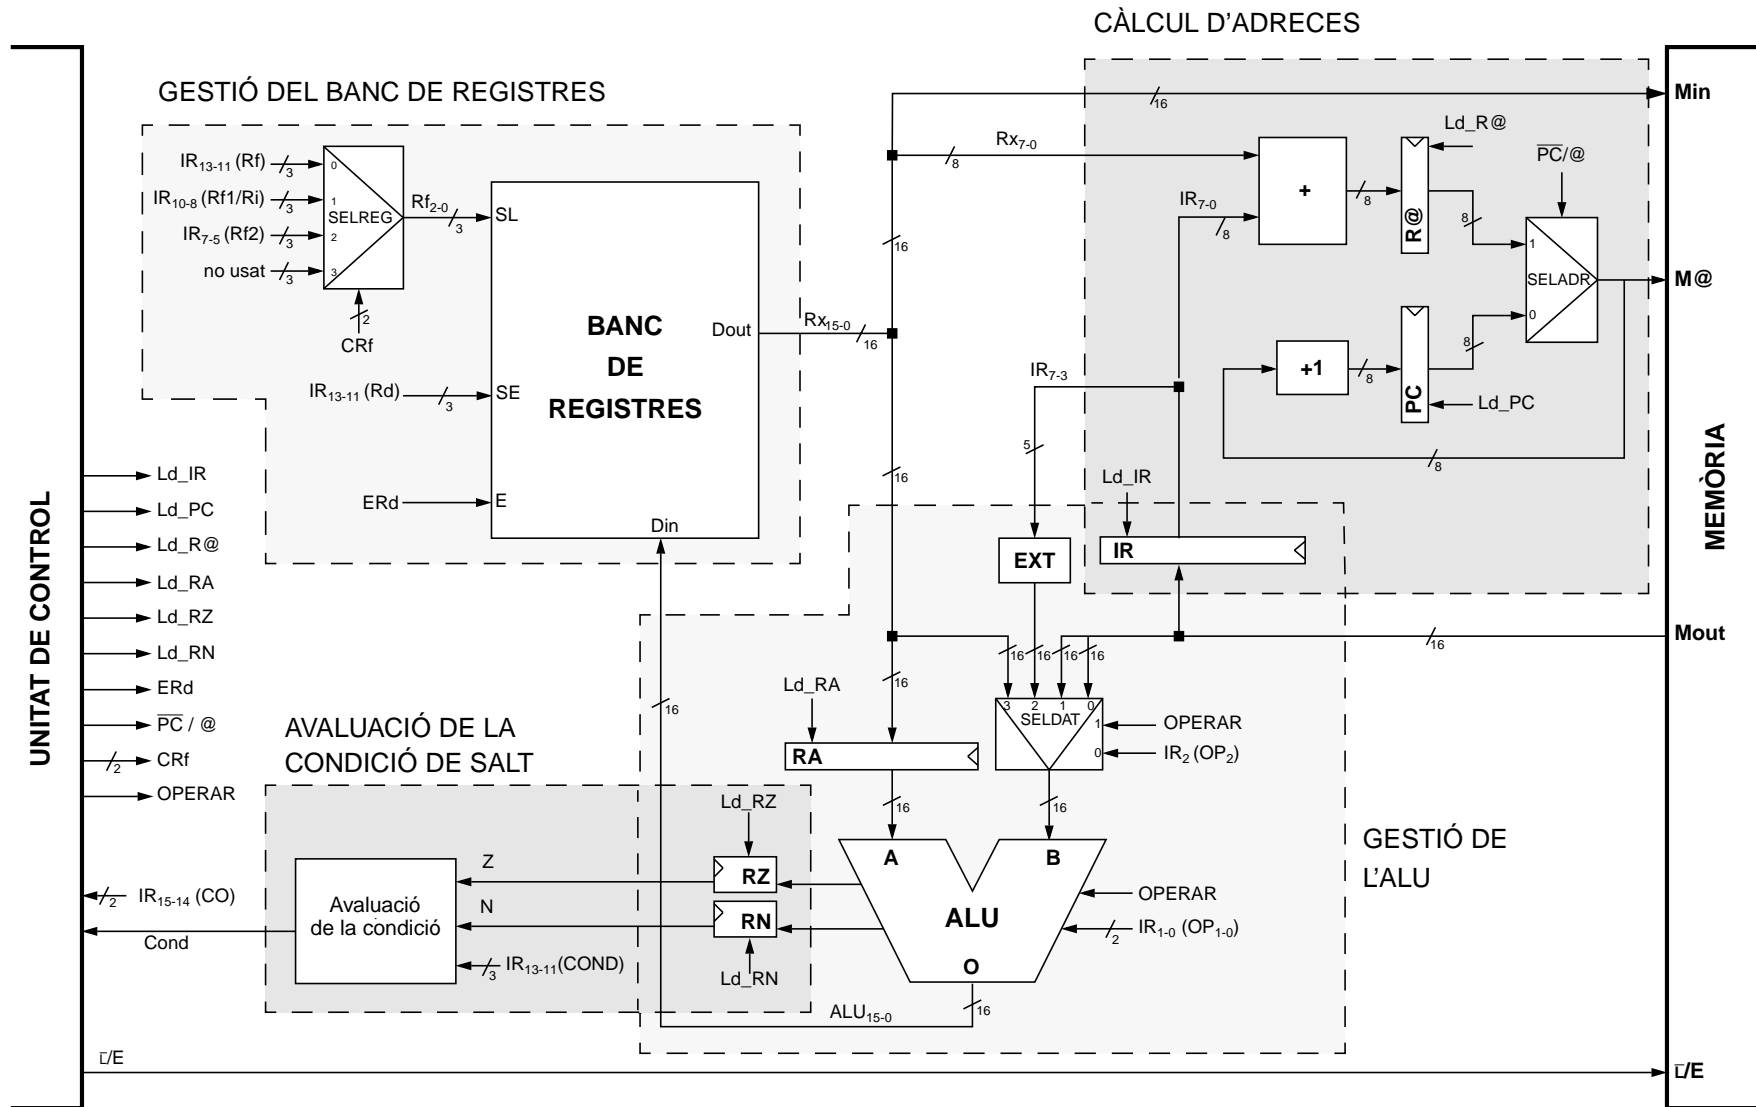 CÀLCUL D'ADRECES
GESTIÓ DEL BANC DE REGISTRES
Min
16
Ld_R@
PC/@
Rx7-0
8
IR13-11 (Rf)
3
0
IR10-8 (Rf1/Ri)
3
1
SELREG
IR7-5 (Rf2)
3
2
no usat
3
3
Rf2-0
3
SL
2
CRf
BANC
DE
REGISTRES
Dout
Rx15-0
16
IR13-11 (Rd)
3
SE
ERd
E
Din
16
IR7-0
8
+
8
R@
8
1
SELADR
0
M@
+1
8
PC
8
Ld_PC
8
IR7-3
5
16
Ld_IR
IR
EXT
MEMÒRIA
Mout
16
UNITAT DE CONTROL
Ld_IR
Ld_PC
Ld_R@
Ld_RA
Ld_RZ
Ld_RN
ERd
PC / @
2
CRf
OPERAR
16
16
16
16
16
3
2
1
0
SELDAT
1
OPERAR
0
IR2 (OP2)
Ld_RA
RA
16
16
16
AVALUACIÓ DE LA
CONDICIÓ DE SALT
Ld_RZ
RZ
Z
RN
N
Ld_RN
Avaluació
de la condició
3
IR13-11(COND)
2
IR15-14 (CO)
Cond
A
B
ALU
O
OPERAR
2
IR1-0 (OP1-0)
GESTIÓ DE
L'ALU
ALU15-0
16
L/E
L/E